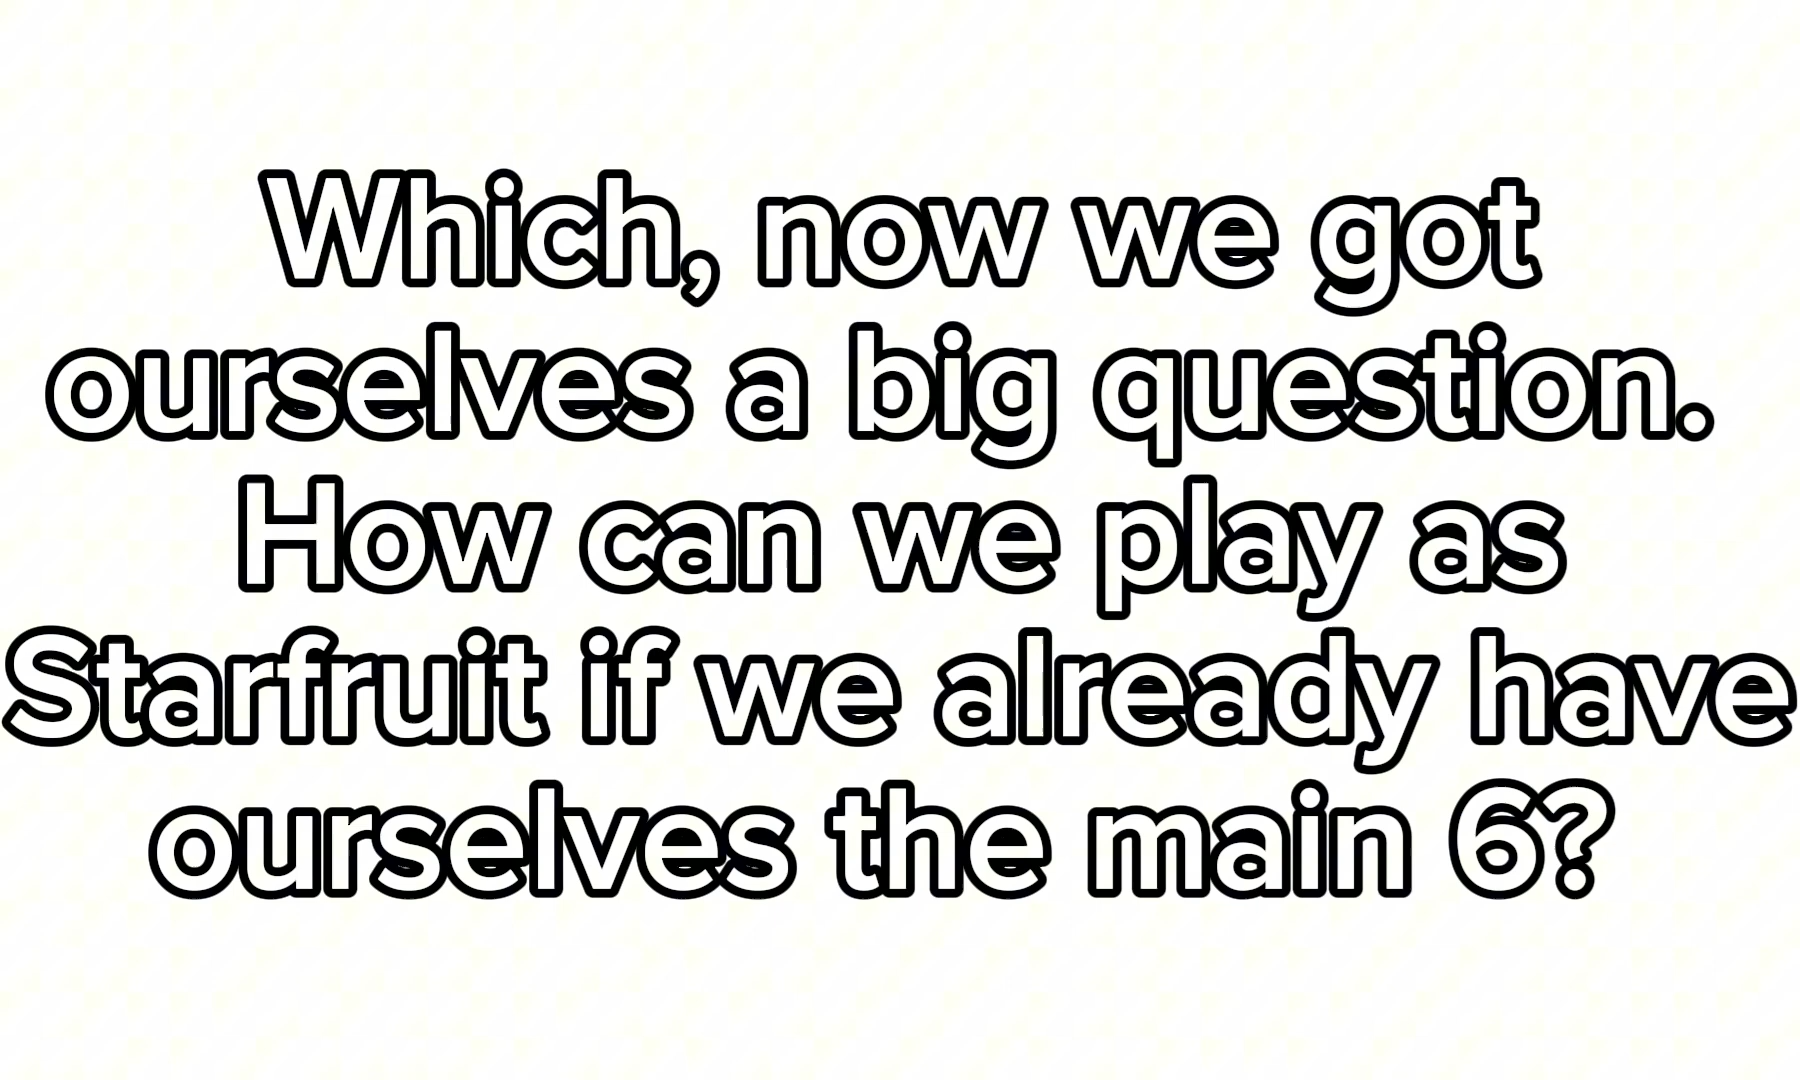 Which, now we got
ourselves a big question.
How can we play as
Starfruit if we already have
ourselves the main 6?